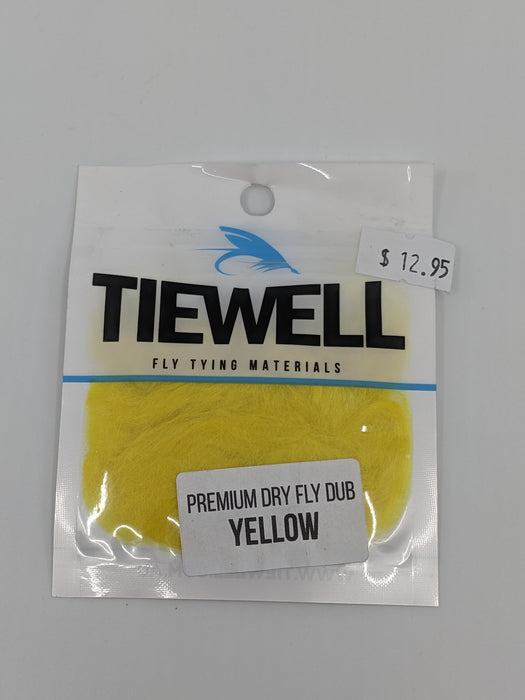 $ 12.95
TIEWELL
FLY TYING MATERIALS
PREMIUM DRY FLY DUB
YELLOW